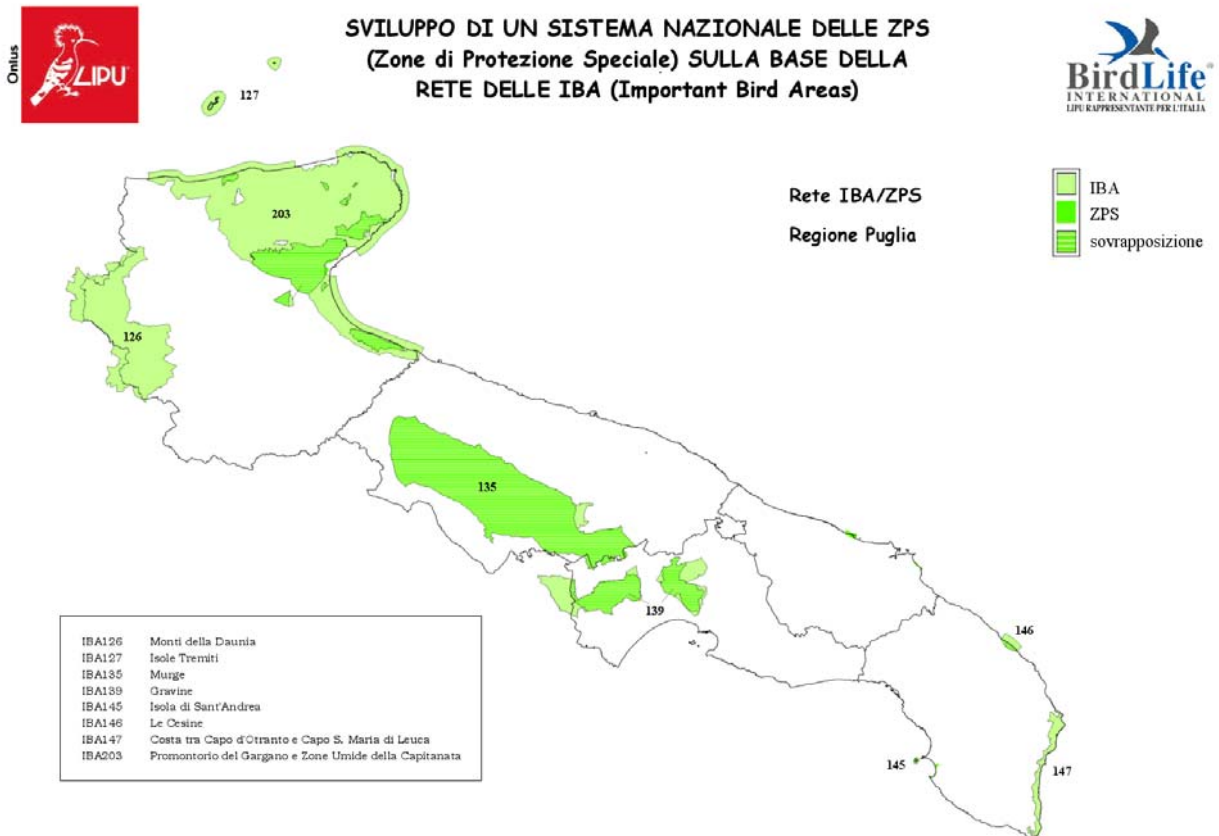 Onlus
LIPU
SVILUPPO DI UN SISTEMA NAZIONALE DELLE ZPS
(Zone di Protezione Speciale) SULLA BASE DELLA
RETE DELLE IBA (Important Bird Areas)
BirdLife
INTERNATIONAL
LIPU RAPPRESENTANTE PER L'ITALIA
Rete IBA/ZPS
Regione Puglia
IBA
ZPS
sovrapposizione
127
203
126
135
139
146
145
147
IBA126 Monti della Daunia
IBA127 Isole Tremiti
IBA135 Murge
IBA139 Gravine
IBA145 Isola di Sant'Andrea
IBA146 Le Cesine
IBA147 Costa tra Capo d'Otranto e Capo S. Maria di Leuca
IBA203 Promontorio del Gargano e Zone Umide della Capitanata